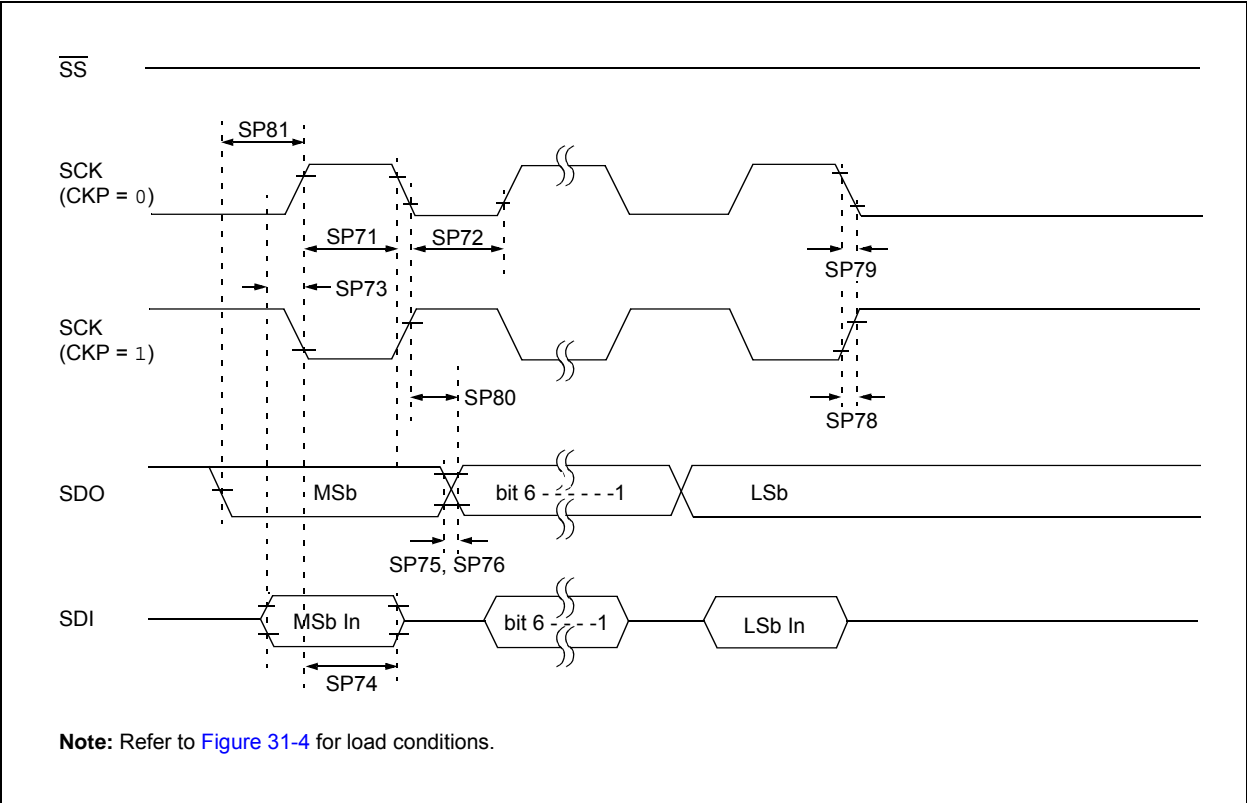 SS
SP81
SCK
(CKP = 0)
SP71
SP72
SP79
SP73
SCK
(CKP = 1)
SP80
SP78
SDO
MSb
bit 6 - - - - - -1
LSb
SP75, SP76
SDI
MSb In
bit 6 - - - -1
LSb In
SP74
Note: Refer to Figure 31-4 for load conditions.